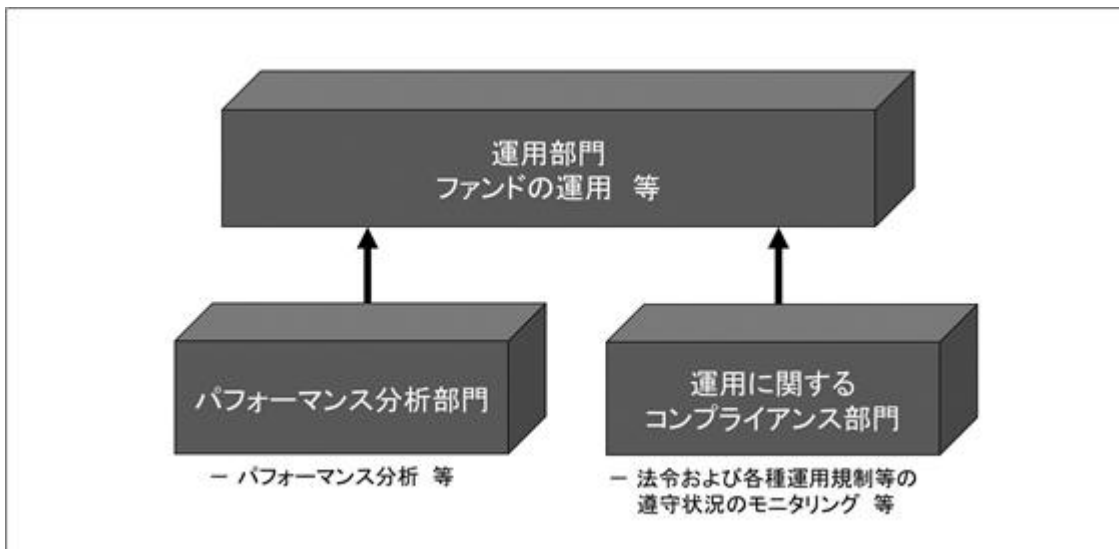 運用部門
ファンドの運用 等
パフォーマンス分析部門
－ パフォーマンス分析 等
運用に関する
コンプライアンス部門
－ 法令および各種運用規制等の
遵守状況のモニタリング 等